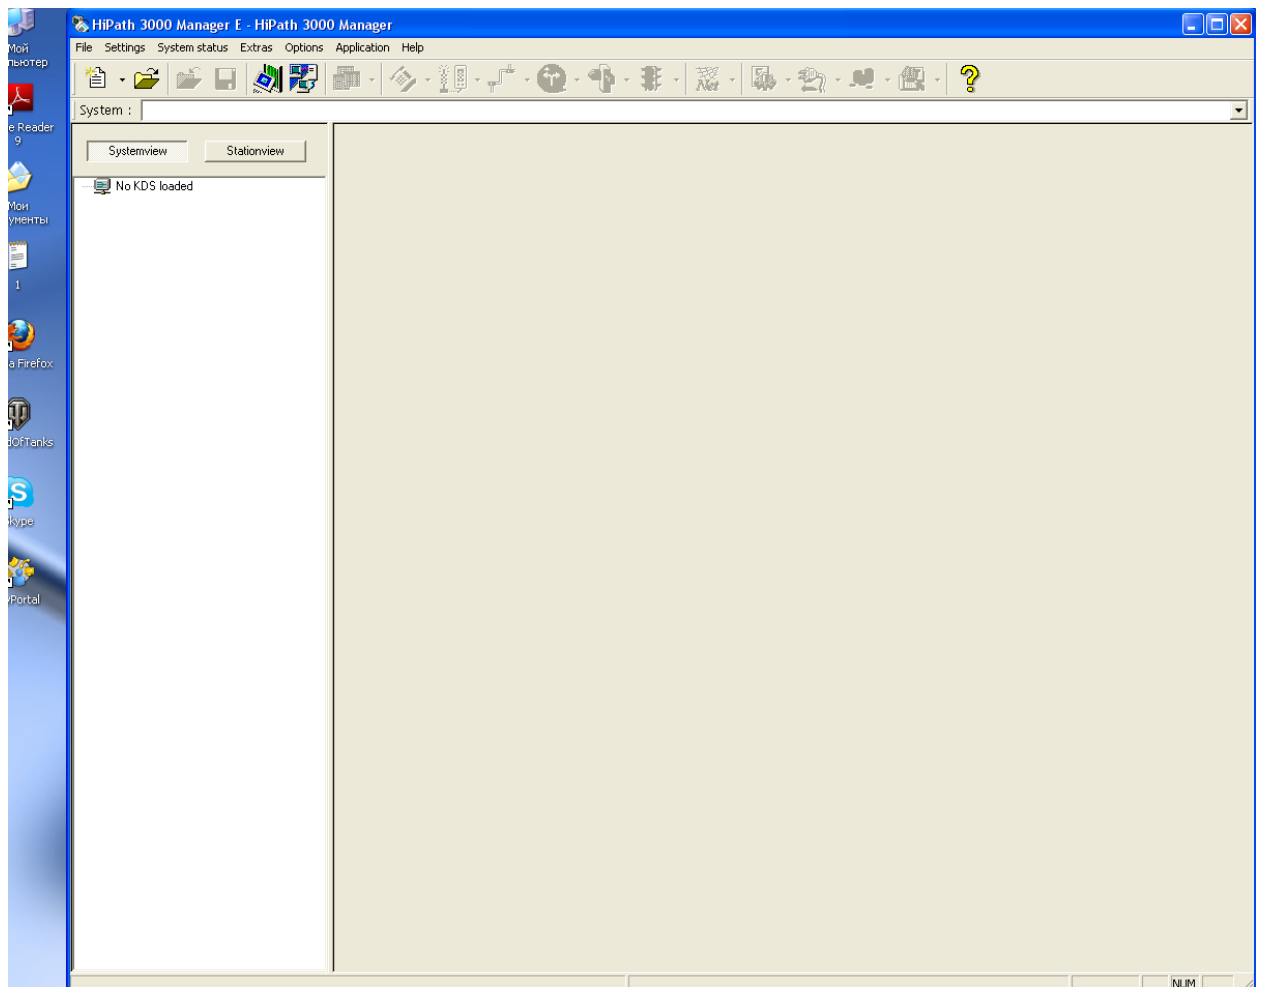 HiPath 3000 Manager E - HiPath 3000 Manager
File Settings System status Extras Options Application Help
System :
Systemview Stationview
No KDS loaded
Net
Мой
пьютер
e Reader
9
Мои
ументы
1
a Firefox
dOfTanks
S
kype
Portal
NUM